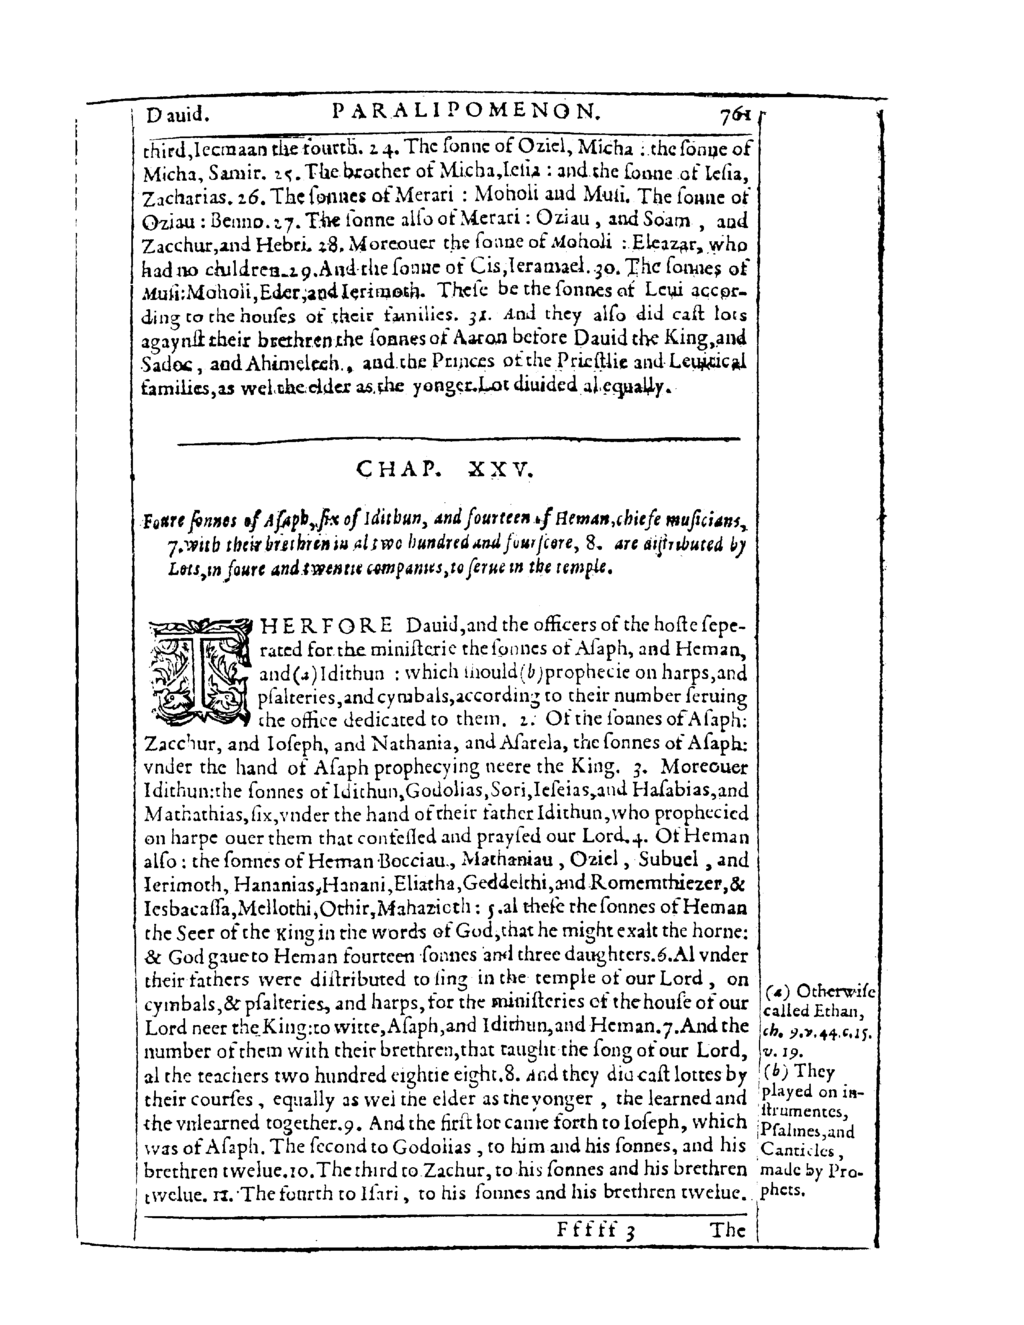 Dauid. PARALIPOMENON. 761
third, Iecmaan the fourth. 24. The ſonne of Oziel, Micha : the ſonne of
Micha, Samir. 25. The brother of Micha, Ieſia : and the ſonne of Ieſia,
Zacharias. 26. The ſonnes of Merari : Moholi and Muſi. The ſonne of
Oziau : Benno. 27. The ſonne alſo of Merari : Oziau , and Soam , and
Zacchur, and Hebri. 28. Moreouer the ſonne of Moholi : Eleazar, who
had no children. 29. And the ſonne of Cis, Ieramael. 30. The ſonnes of
Muſi: Moholi, Eder, and Ierimoth. Theſe be the ſonnes of Leui accor-
ding to the houſes of their families. 31. And they alſo did caſt lots
agaynſt their brethren the ſonnes of Aaron before Dauid the King, and
Sadoc , and Ahimelech , and the Princes of the Prieſtlie and Leuitical
families, as wel the elder as the yonger. Lot diuided al equally.
CHAP. XXV.
Foure ſonnes of Aſaph, ſix of Idithun, and fourteen of Heman, chiefe muſicians,
7. with their brethren in al two hundred and fourſcore, 8. are diſtributed by
Lots, in foure and twentie companies, to ſerue in the temple.
THERFORE Dauid, and the officers of the hoſte ſepe-
rated for the miniſterie the ſonnes of Aſaph, and Heman,
and (a) Idithun : which ſhould (b) prophecie on harps, and
pſalteries, and cymbals, according to their number ſeruing
the office dedicated to them. 2. Of the ſonnes of Aſaph:
Zacchur, and Ioſeph, and Nathania, and Aſarela, the ſonnes of Aſaph:
vnder the hand of Aſaph prophecying neere the King. 3. Moreouer
Idithun: the ſonnes of Idithun, Godolias, Sori, Ieſeias, and Haſabias, and
Mathathias, ſix, vnder the hand of their father Idithun, who prophecied
on harpe ouer them that confeſſed and prayſed our Lord. 4. Of Heman
alſo : the ſonnes of Heman Bocciau , Mathaniau , Oziel , Subuel , and
Ierimoth, Hananias, Hanani, Eliatha, Geddelthi, and Romemthiezer, &
Iesbacaſſa, Mellothi, Othir, Mahazioth : 5. al theſe the ſonnes of Heman
the Seer of the King in the words of God, that he might exalt the horne:
& God gaue to Heman fourteen ſonnes and three daughters. 6. Al vnder
their fathers were diſtributed to ſing in the temple of our Lord , on
cymbals, & pſalteries, and harps, for the miniſteries of the houſe of our
Lord neer the King: to witte, Aſaph, and Idithun, and Heman. 7. And the
number of them with their brethren, that taught the ſong of our Lord,
al the teachers two hundred eightie eight. 8. And they did caſt lottes by
their courſes , equally as wel the elder as the yonger , the learned and
the vnlearned together. 9. And the firſt lot came forth to Ioſeph, which
was of Aſaph. The ſecond to Godolias , to him and his ſonnes, and his
brethren twelue. 10. The third to Zachur, to his ſonnes and his brethren
twelue. 11. The fourth to Iſari , to his ſonnes and his brethren twelue.
(a) Otherwiſe
called Ethan,
ch. 9. v. 44. c. 15.
v. 19.
(b) They
played on in-
ſtrumentes,
Pſalmes, and
Canticles ,
made by Pro-
phets.
Fffff 3 The